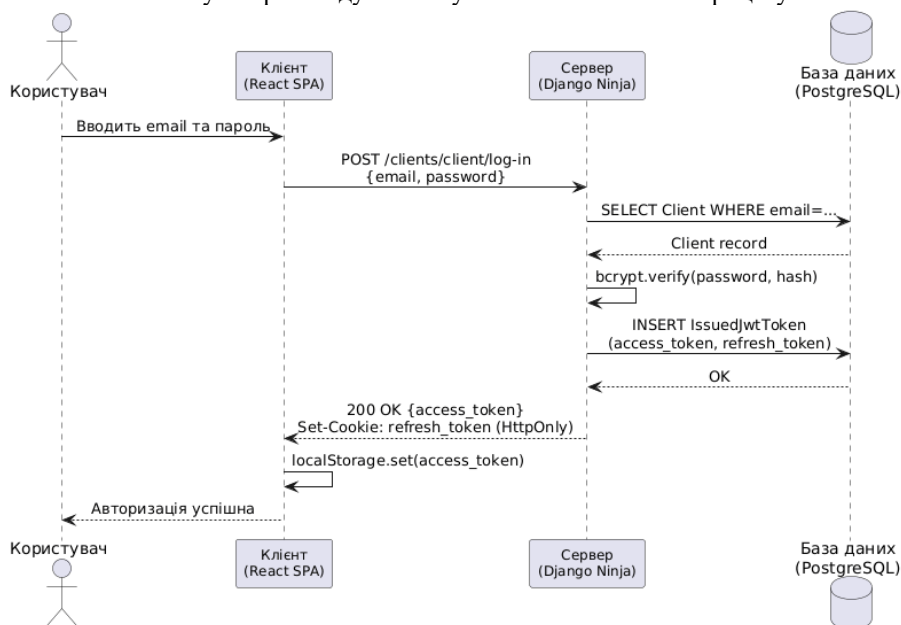 Користувач
Клієнт
(React SPA)
Сервер
(Django Ninja)
База даних
(PostgreSQL)
Вводить email та пароль
POST /clients/client/log-in
{email, password}
SELECT Client WHERE email=...
Client record
bcrypt.verify(password, hash)
INSERT IssuedJwtToken
(access_token, refresh_token)
OK
200 OK {access_token}
Set-Cookie: refresh_token (HttpOnly)
localStorage.set(access_token)
Авторизація успішна
Користувач
Клієнт
(React SPA)
Сервер
(Django Ninja)
База даних
(PostgreSQL)